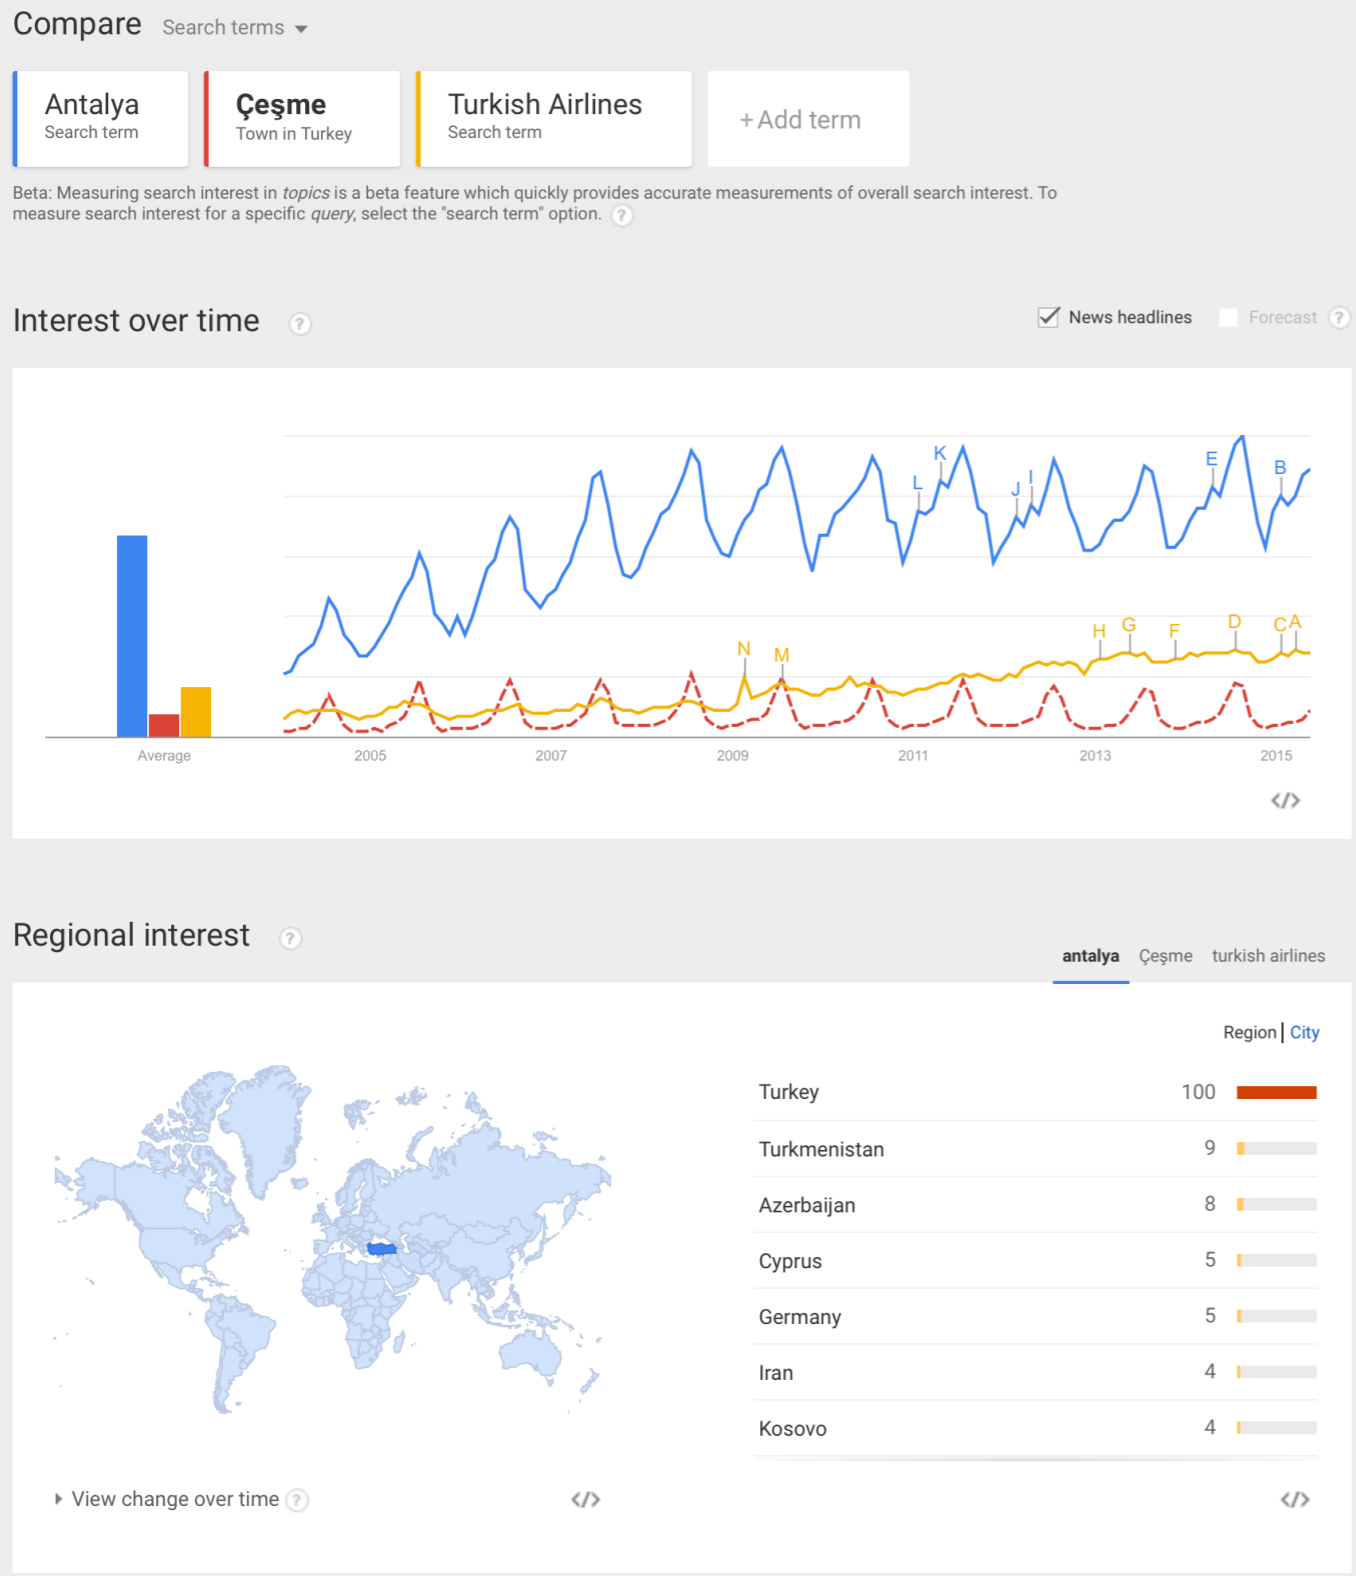 Compare Search terms
Antalya
Search term
Çeşme
Town in Turkey
Turkish Airlines
Search term
+Add term
Beta: Measuring search interest in topics is a beta feature which quickly provides accurate measurements of overall search interest. To
measure search interest for a specific query, select the "search term" option. ?
Interest over time ?
News headlines Forecast ?
L
K
J
I
E
B
N
M
H
G
F
D
C
A
Average 2005 2007 2009 2011 2013 2015
</>
Regional interest ?
antalya Çeşme turkish airlines
Region | City
Turkey 100
Turkmenistan 9
Azerbaijan 8
Cyprus 5
Germany 5
Iran 4
Kosovo 4
View change over time ? </> </>